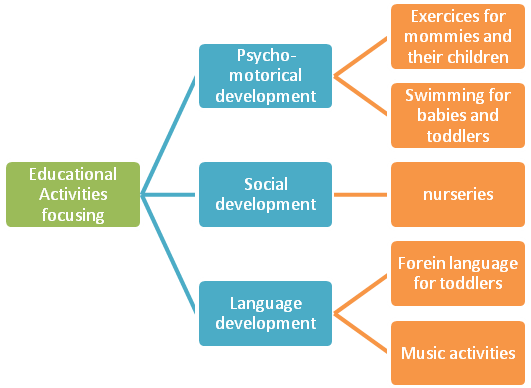 Educational
Activities
focusing
Psycho-
motorical
development
Exercices for
mommies and
their children
Swimming for
babies and
toddlers
Social
development
nurseries
Language
development
Forein language
for toddlers
Music activities